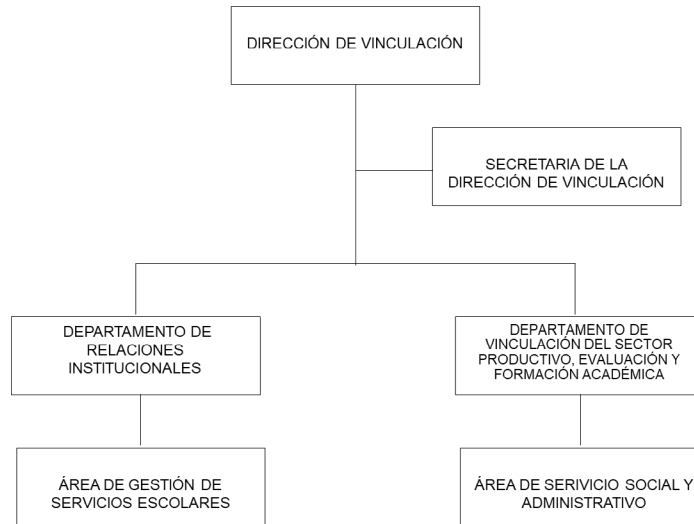 DIRECCIÓN DE VINCULACIÓN
SECRETARIA DE LA
DIRECCIÓN DE VINCULACIÓN
DEPARTAMENTO DE
RELACIONES
INSTITUCIONALES
DEPARTAMENTO DE
VINCULACIÓN DEL SECTOR
PRODUCTIVO, EVALUACIÓN Y
FORMACIÓN ACADÉMICA
ÁREA DE GESTIÓN DE
SERVICIOS ESCOLARES
ÁREA DE SERIVICIO SOCIAL Y
ADMINISTRATIVO